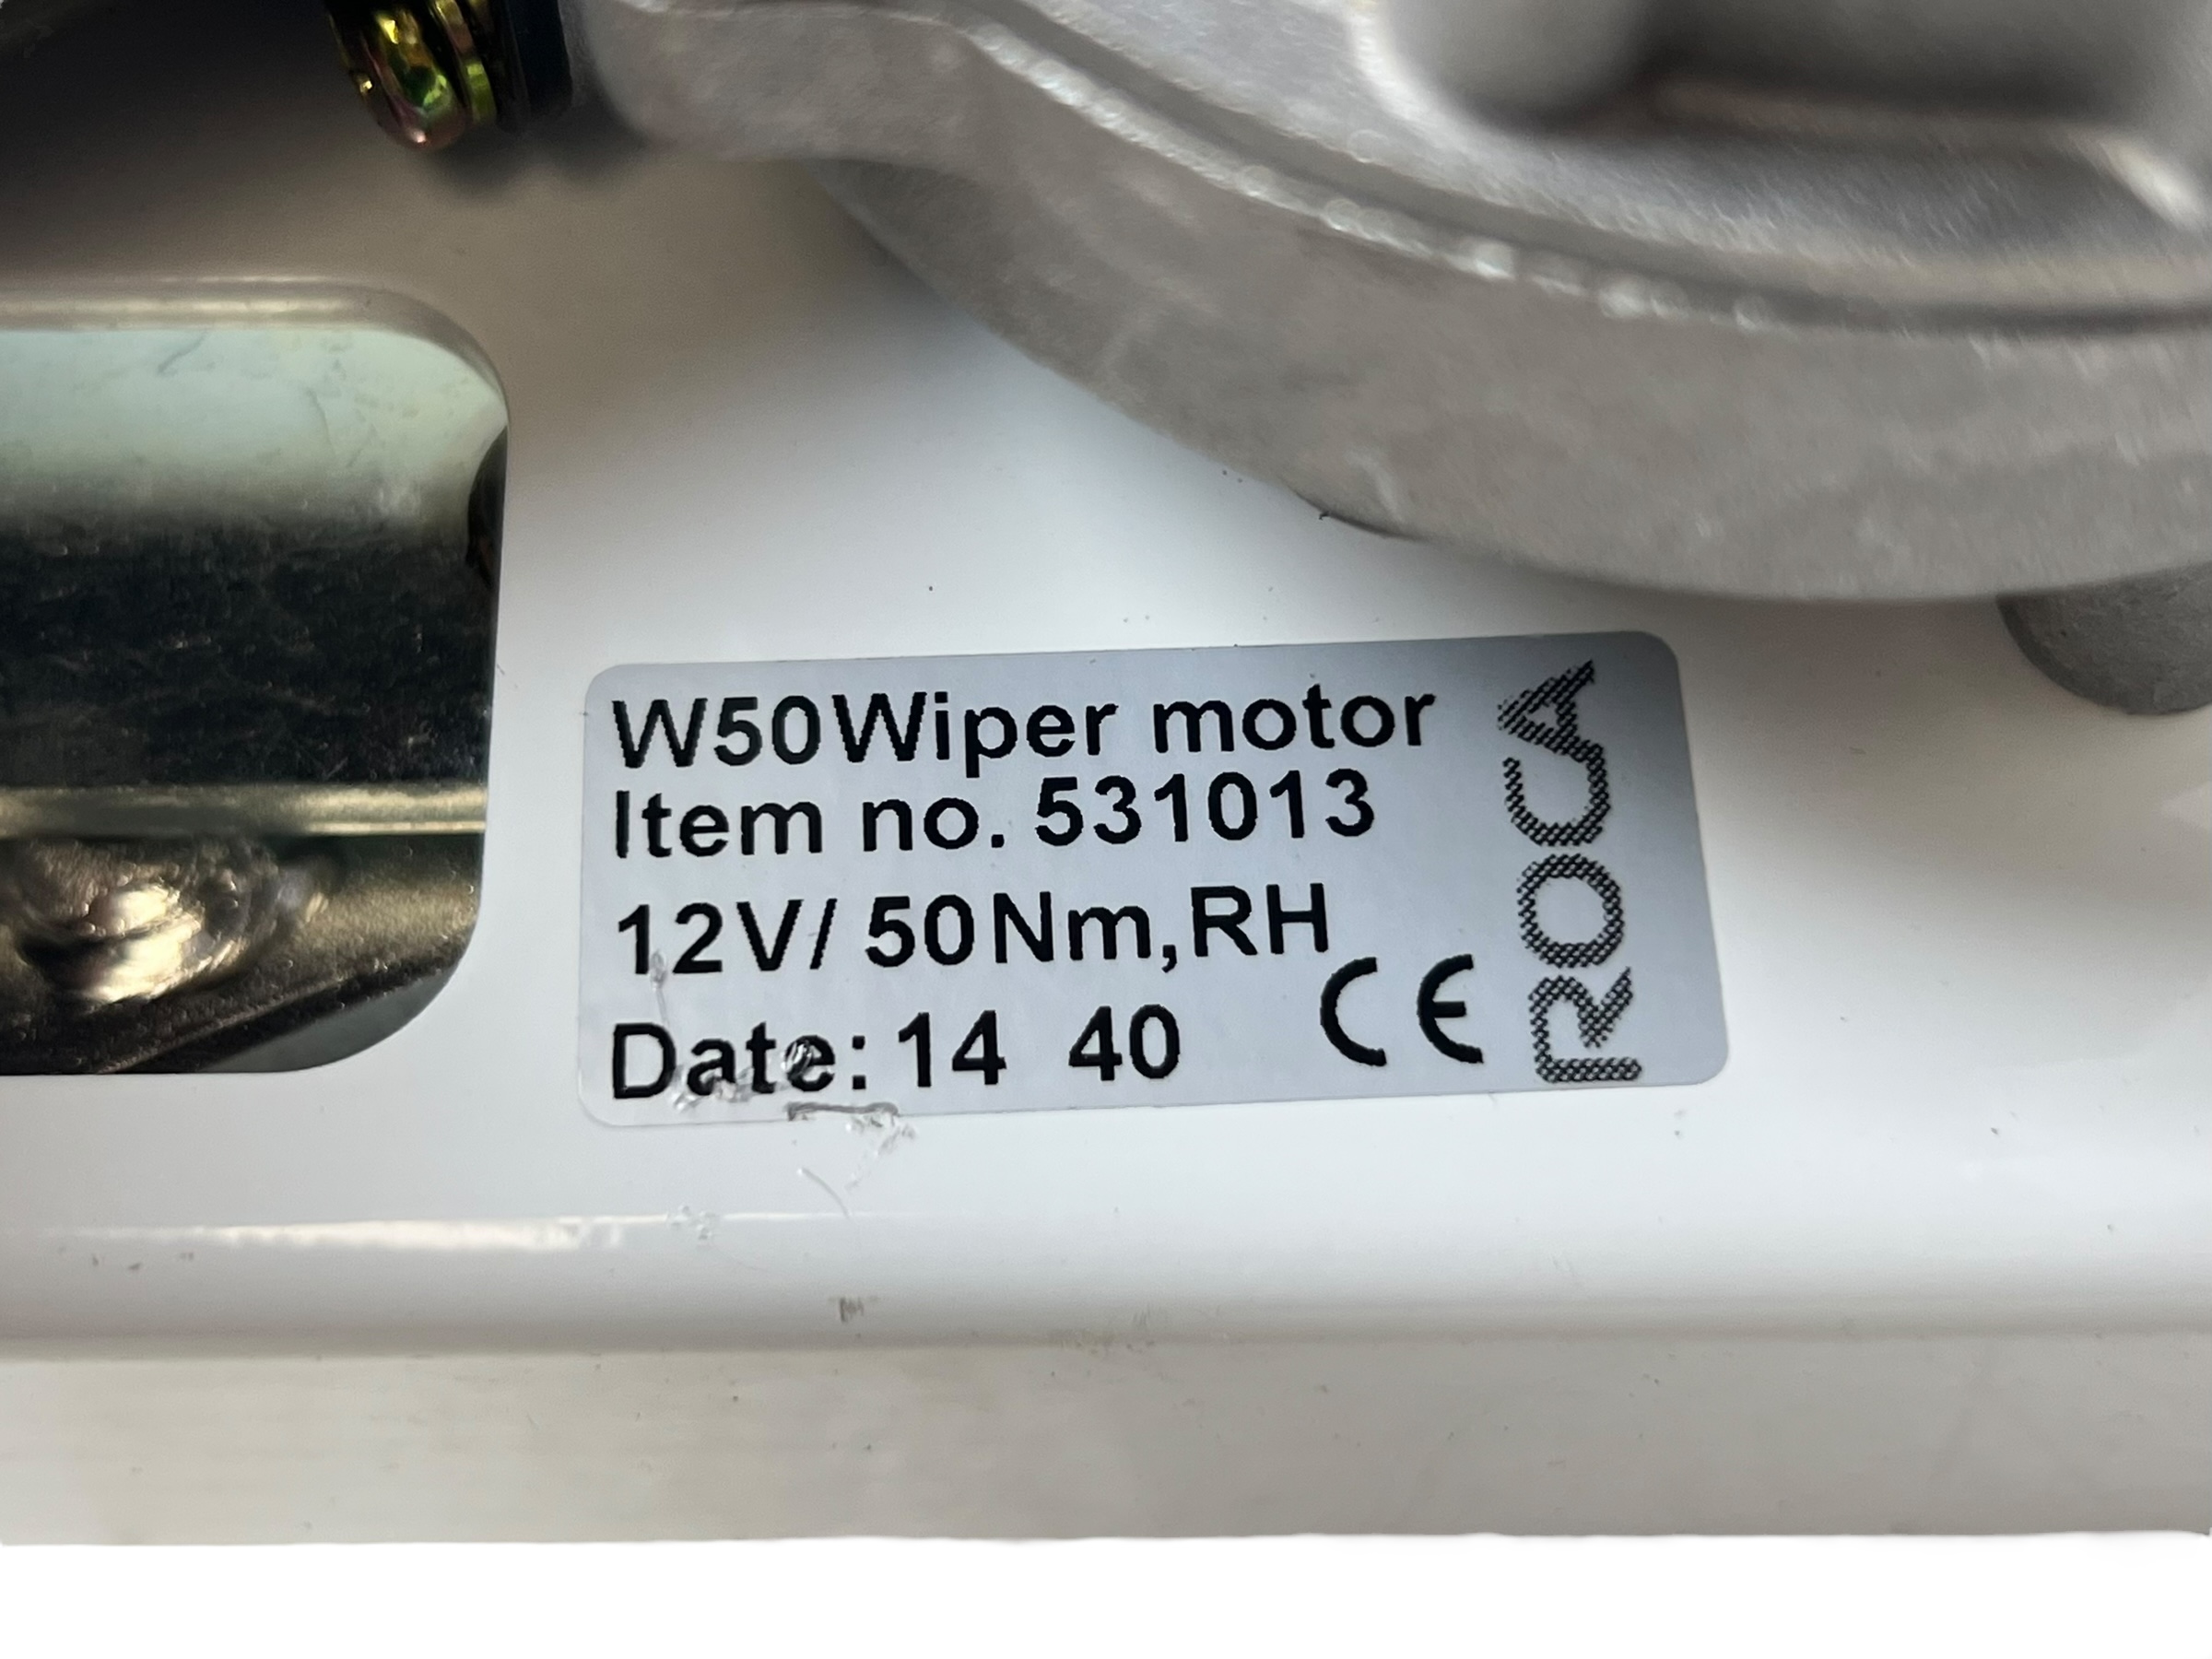 W50Wiper motor
Item no. 531013
12V/ 50Nm,RH
Date: 14 40
CE
ROCA